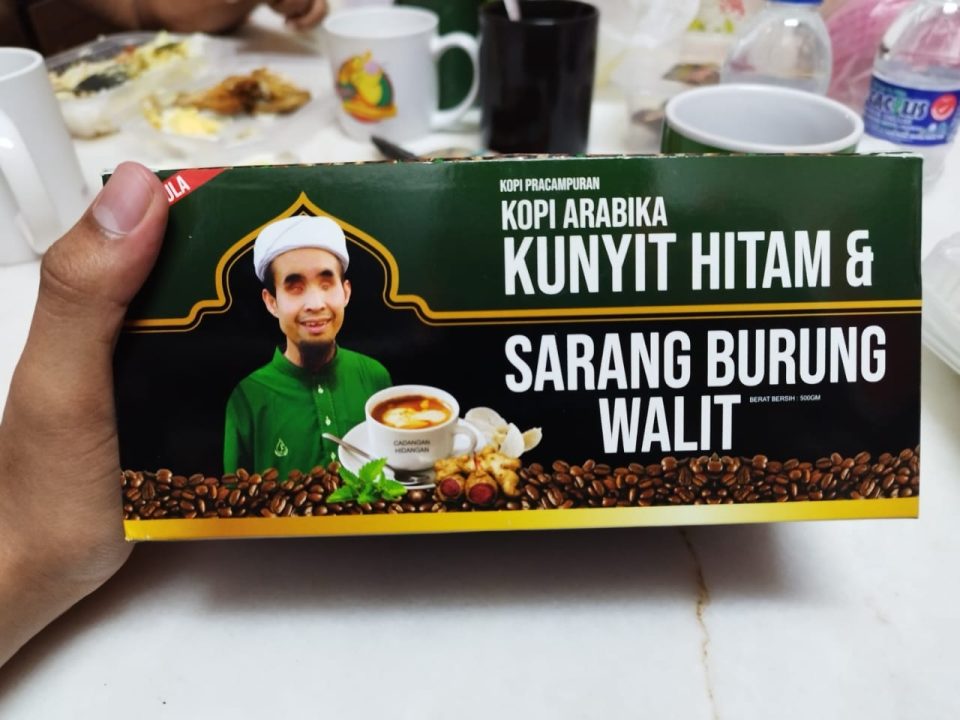 KOPI PRACAMPURAN
KOPI ARABIKA
KUNYIT HITAM &
SARANG BURUNG
WALIT
BERAT BERSIH : 500GM
CADANGAN
HIDANGAN